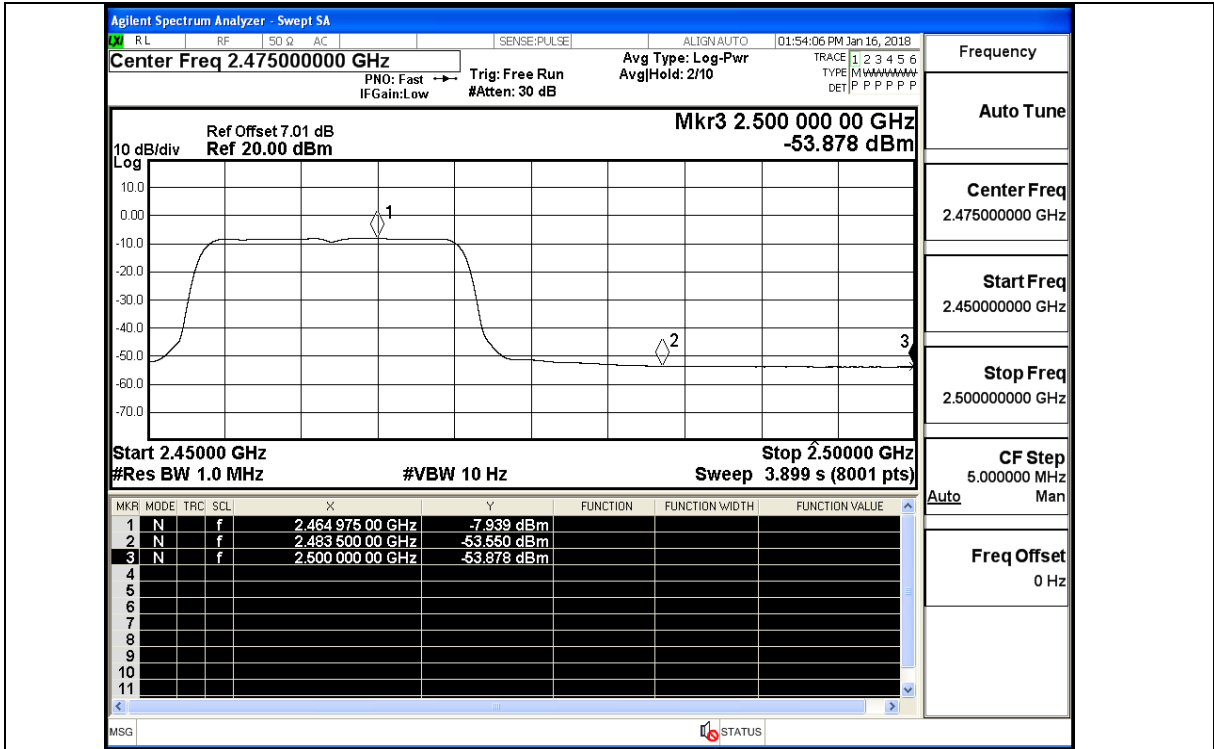 Agilent Spectrum Analyzer - Swept SA
LXI RL RF 50 Ω AC SENSE:PULSE ALIGNAUTO 01:54:06 PM Jan 16, 2018
Center Freq 2.475000000 GHz
PNO: Fast
IFGain:Low
Trig: Free Run
#Atten: 30 dB
Avg Type: Log-Pwr
Avg|Hold: 2/10
TRACE 1 2 3 4 5 6
TYPE M WWWWW
DET P P P P P P
Ref Offset 7.01 dB
10 dB/div Ref 20.00 dBm
Log
Mkr3 2.500 000 00 GHz
-53.878 dBm
10.0
0.00
-10.0
-20.0
-30.0
-40.0
-50.0
-60.0
-70.0
1
2
3
Start 2.45000 GHz Stop 2.50000 GHz
#Res BW 1.0 MHz #VBW 10 Hz Sweep 3.899 s (8001 pts)
MKR MODE TRC SCL X Y FUNCTION FUNCTION WIDTH FUNCTION VALUE
1 N f 2.464 975 00 GHz -7.939 dBm
2 N f 2.483 500 00 GHz -53.550 dBm
3 N f 2.500 000 00 GHz -53.878 dBm
4
5
6
7
8
9
10
11
MSG STATUS
Frequency
Auto Tune
Center Freq
2.475000000 GHz
Start Freq
2.450000000 GHz
Stop Freq
2.500000000 GHz
CF Step
5.000000 MHz
Auto Man
Freq Offset
0 Hz